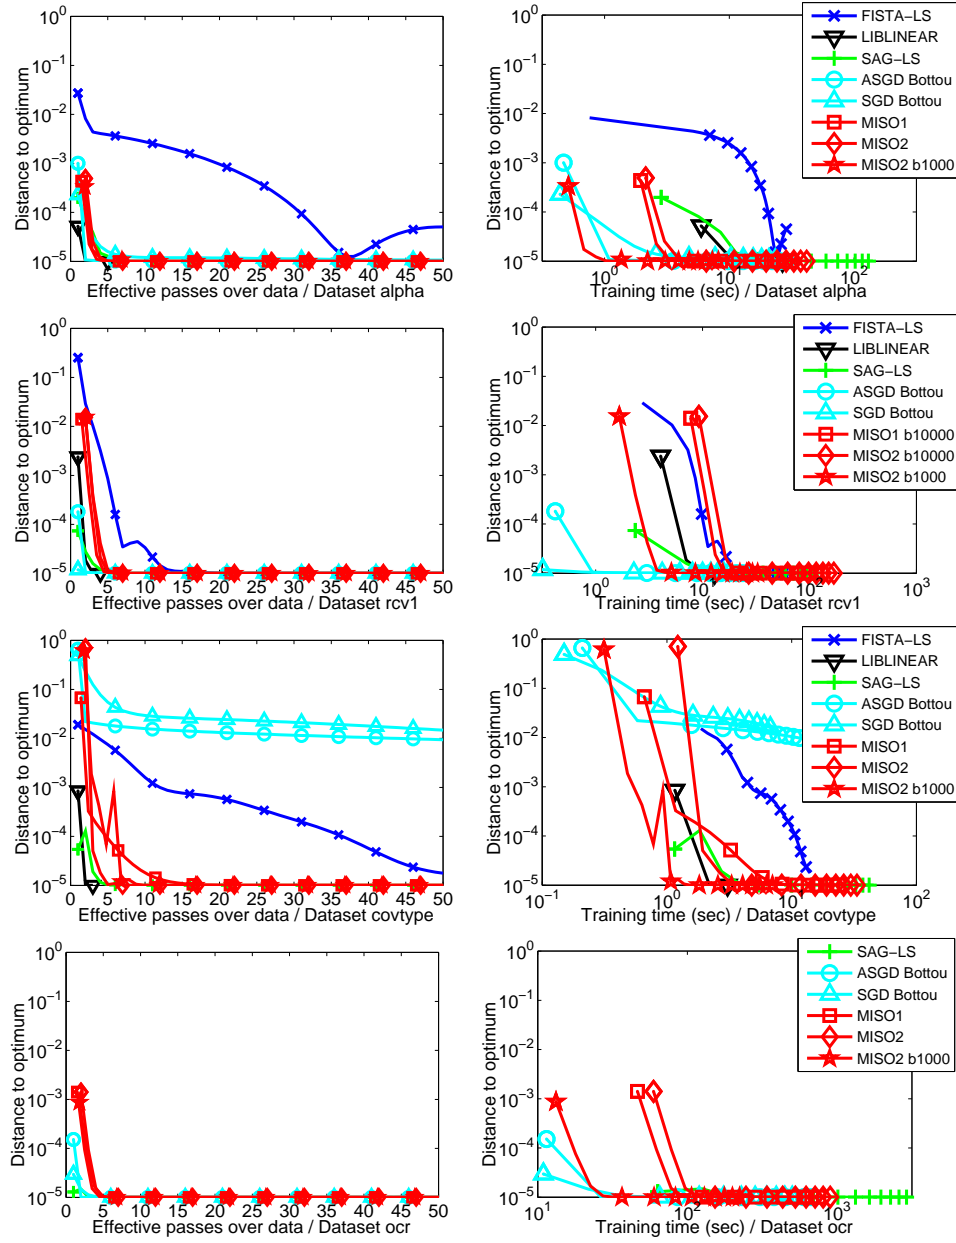 10^0
10^-1
10^-2
10^-3
10^-4
10^-5
Distance to optimum
0 5 10 15 20 25 30 35 40 45 50
Effective passes over data / Dataset alpha
10^0
10^-1
10^-2
10^-3
10^-4
10^-5
Distance to optimum
10^0 10^1 10^2
Training time (sec) / Dataset alpha
FISTA-LS
LIBLINEAR
SAG-LS
ASGD Bottou
SGD Bottou
MISO1
MISO2
MISO2 b1000
10^0
10^-1
10^-2
10^-3
10^-4
10^-5
Distance to optimum
0 5 10 15 20 25 30 35 40 45 50
Effective passes over data / Dataset rcv1
10^0
10^-1
10^-2
10^-3
10^-4
10^-5
Distance to optimum
10^0 10^1 10^2 10^3
Training time (sec) / Dataset rcv1
FISTA-LS
LIBLINEAR
SAG-LS
ASGD Bottou
SGD Bottou
MISO1 b10000
MISO2 b10000
MISO2 b1000
10^0
10^-1
10^-2
10^-3
10^-4
10^-5
Distance to optimum
0 5 10 15 20 25 30 35 40 45 50
Effective passes over data / Dataset covtype
10^0
10^-1
10^-2
10^-3
10^-4
10^-5
Distance to optimum
10^-1 10^0 10^1 10^2
Training time (sec) / Dataset covtype
FISTA-LS
LIBLINEAR
SAG-LS
ASGD Bottou
SGD Bottou
MISO1
MISO2
MISO2 b1000
10^0
10^-1
10^-2
10^-3
10^-4
10^-5
Distance to optimum
0 5 10 15 20 25 30 35 40 45 50
Effective passes over data / Dataset ocr
10^0
10^-1
10^-2
10^-3
10^-4
10^-5
Distance to optimum
10^1 10^2 10^3
Training time (sec) / Dataset ocr
SAG-LS
ASGD Bottou
SGD Bottou
MISO1
MISO2
MISO2 b1000